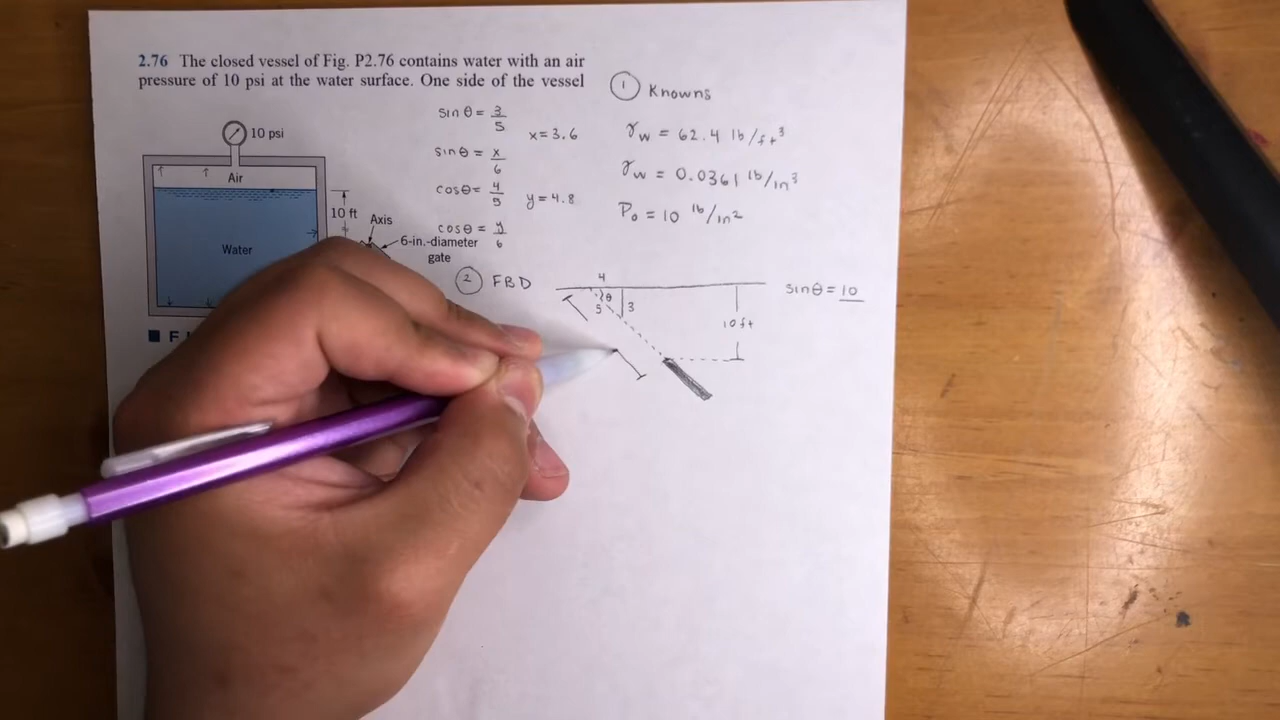 2.76 The closed vessel of Fig. P2.76 contains water with an air
pressure of 10 psi at the water surface. One side of the vessel
10 psi
Air
10 ft
Axis
6-in.-diameter
gate
Water
F
sin θ = 3/5
x = 3.6
sin θ = x/6
cos θ = 4/5
y = 4.8
cos θ = y/6
① Knowns
γw = 62.4 lb/ft³
γw = 0.0361 lb/in³
Po = 10 lb/in²
② FBD
4
θ
5
3
10 ft
sin θ = 10